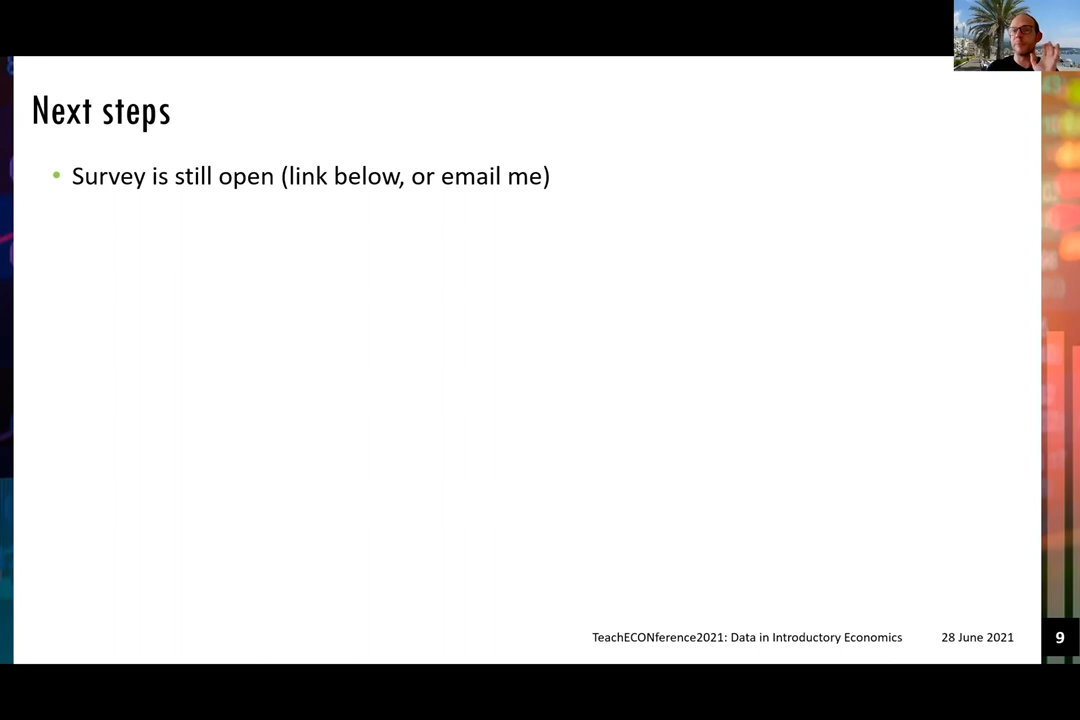 Next steps
• Survey is still open (link below, or email me)
TeachECONference2021: Data in Introductory Economics 28 June 2021 9